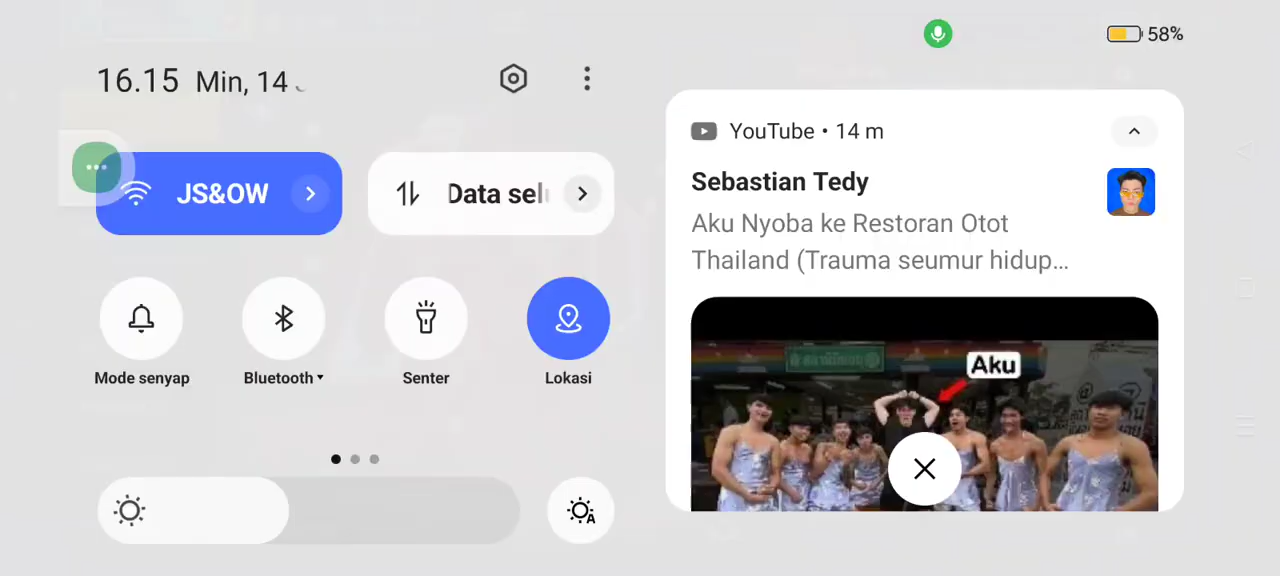 58%
16.15 Min, 14
YouTube • 14 m
JS&OW
Data sel
Sebastian Tedy
Aku Nyoba ke Restoran Otot
Thailand (Trauma seumur hidup...
Mode senyap
Bluetooth
Senter
Lokasi
Aku